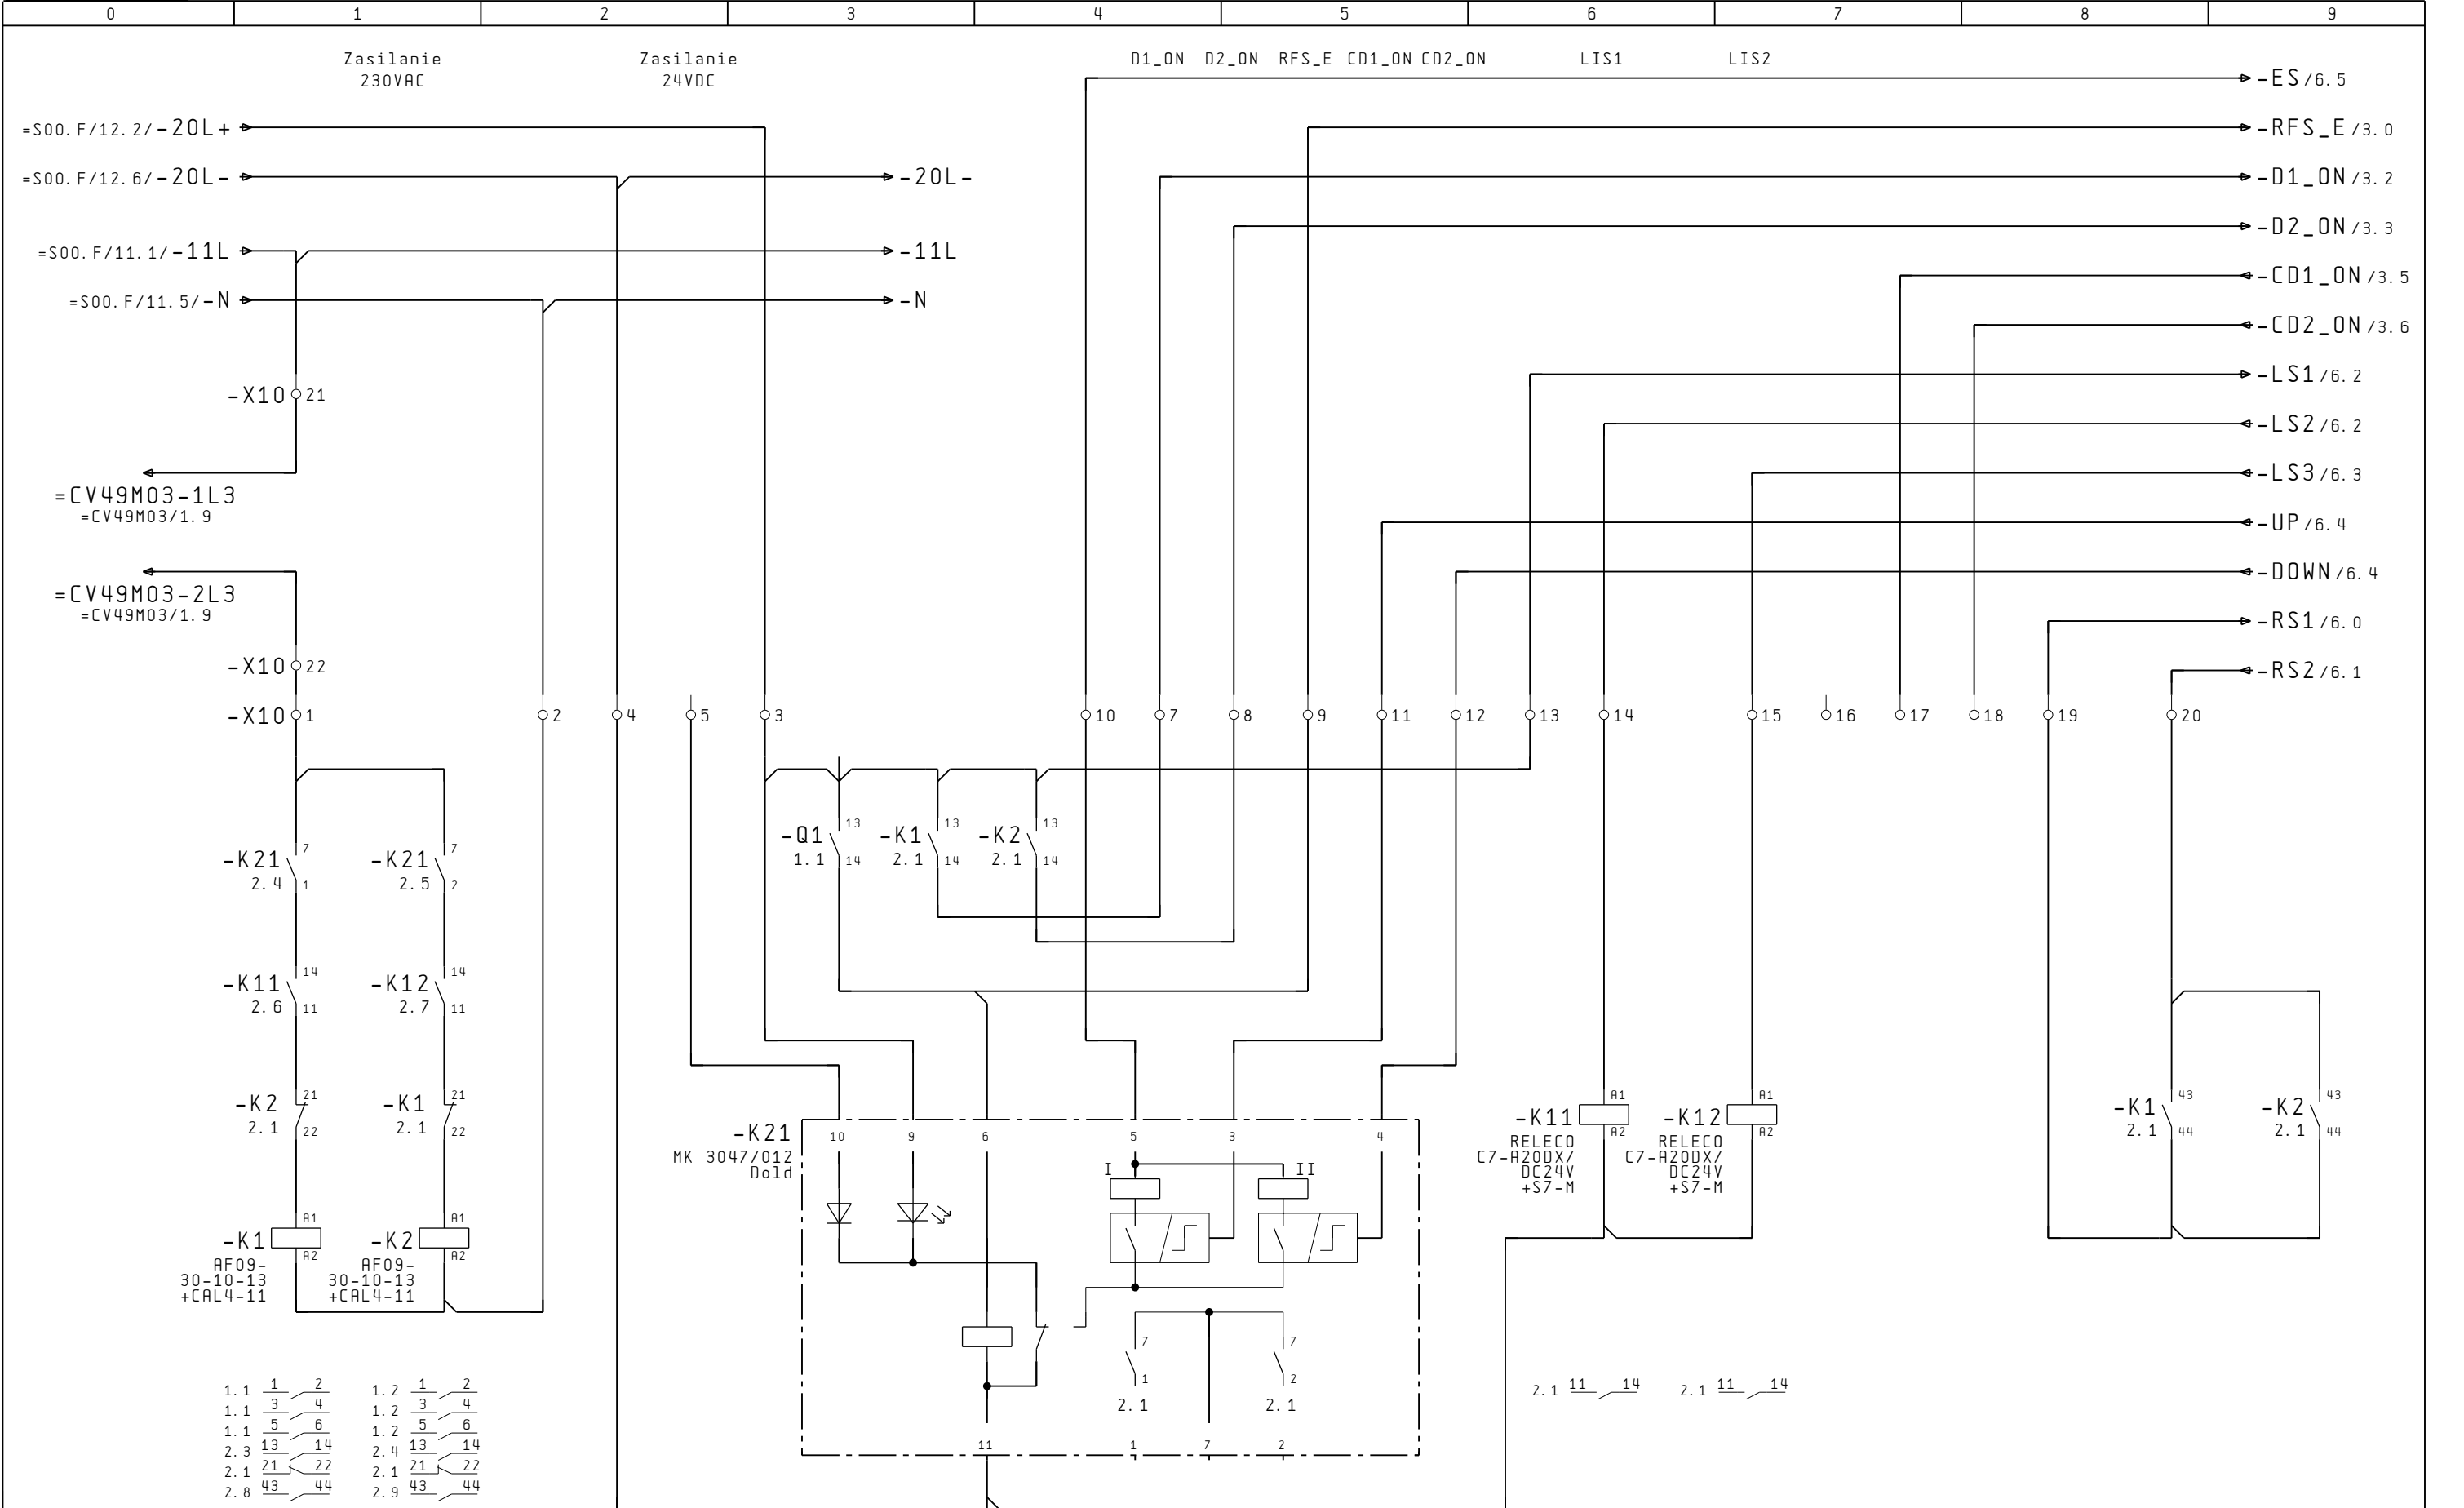 0 1 2 3 4 5 6 7 8 9
Zasilanie
230VAC
Zasilanie
24VDC
D1_ON D2_ON RFS_E CD1_ON CD2_ON LIS1 LIS2
-ES/6.5
=S00.F/12.2/-20L+
-RFS_E/3.0
=S00.F/12.6/-20L-
-20L-
-D1_ON/3.2
-D2_ON/3.3
=S00.F/11.1/-11L
-11L
-CD1_ON/3.5
=S00.F/11.5/-N
-N
-CD2_ON/3.6
-LS1/6.2
-X10 21
-LS2/6.2
-LS3/6.3
=CV49M03-1L3
=CV49M03/1.9
-UP/6.4
-DOWN/6.4
=CV49M03-2L3
=CV49M03/1.9
-RS1/6.0
-X10 22
-RS2/6.1
-X10 1 2 4 5 3 10 7 8 9 11 12 13 14 15 16 17 18 19 20
-Q1
1.1
13
14
-K1
2.1
13
14
-K2
2.1
13
14
-K21
2.4
7
1
-K21
2.5
7
2
-K11
2.6
14
11
-K12
2.7
14
11
-K2
2.1
21
22
-K1
2.1
21
22
-K21
MK 3047/012
Dold
10 9 6 5 3 4
I II
-K11
A1
A2
RELECO
C7-A20DX/
DC24V
+S7-M
-K12
A1
A2
RELECO
C7-A20DX/
DC24V
+S7-M
-K1
2.1
43
44
-K2
2.1
43
44
-K1
A1
A2
AF09-
30-10-13
+CAL4-11
-K2
A1
A2
AF09-
30-10-13
+CAL4-11
7
1
2.1
7
2
2.1
11 1 7 2
1.1 1 2
1.1 3 4
1.1 5 6
2.3 13 14
2.1 21 22
2.8 43 44
1.2 1 2
1.2 3 4
1.2 5 6
2.4 13 14
2.1 21 22
2.9 43 44
2.1 11 14
2.1 11 14